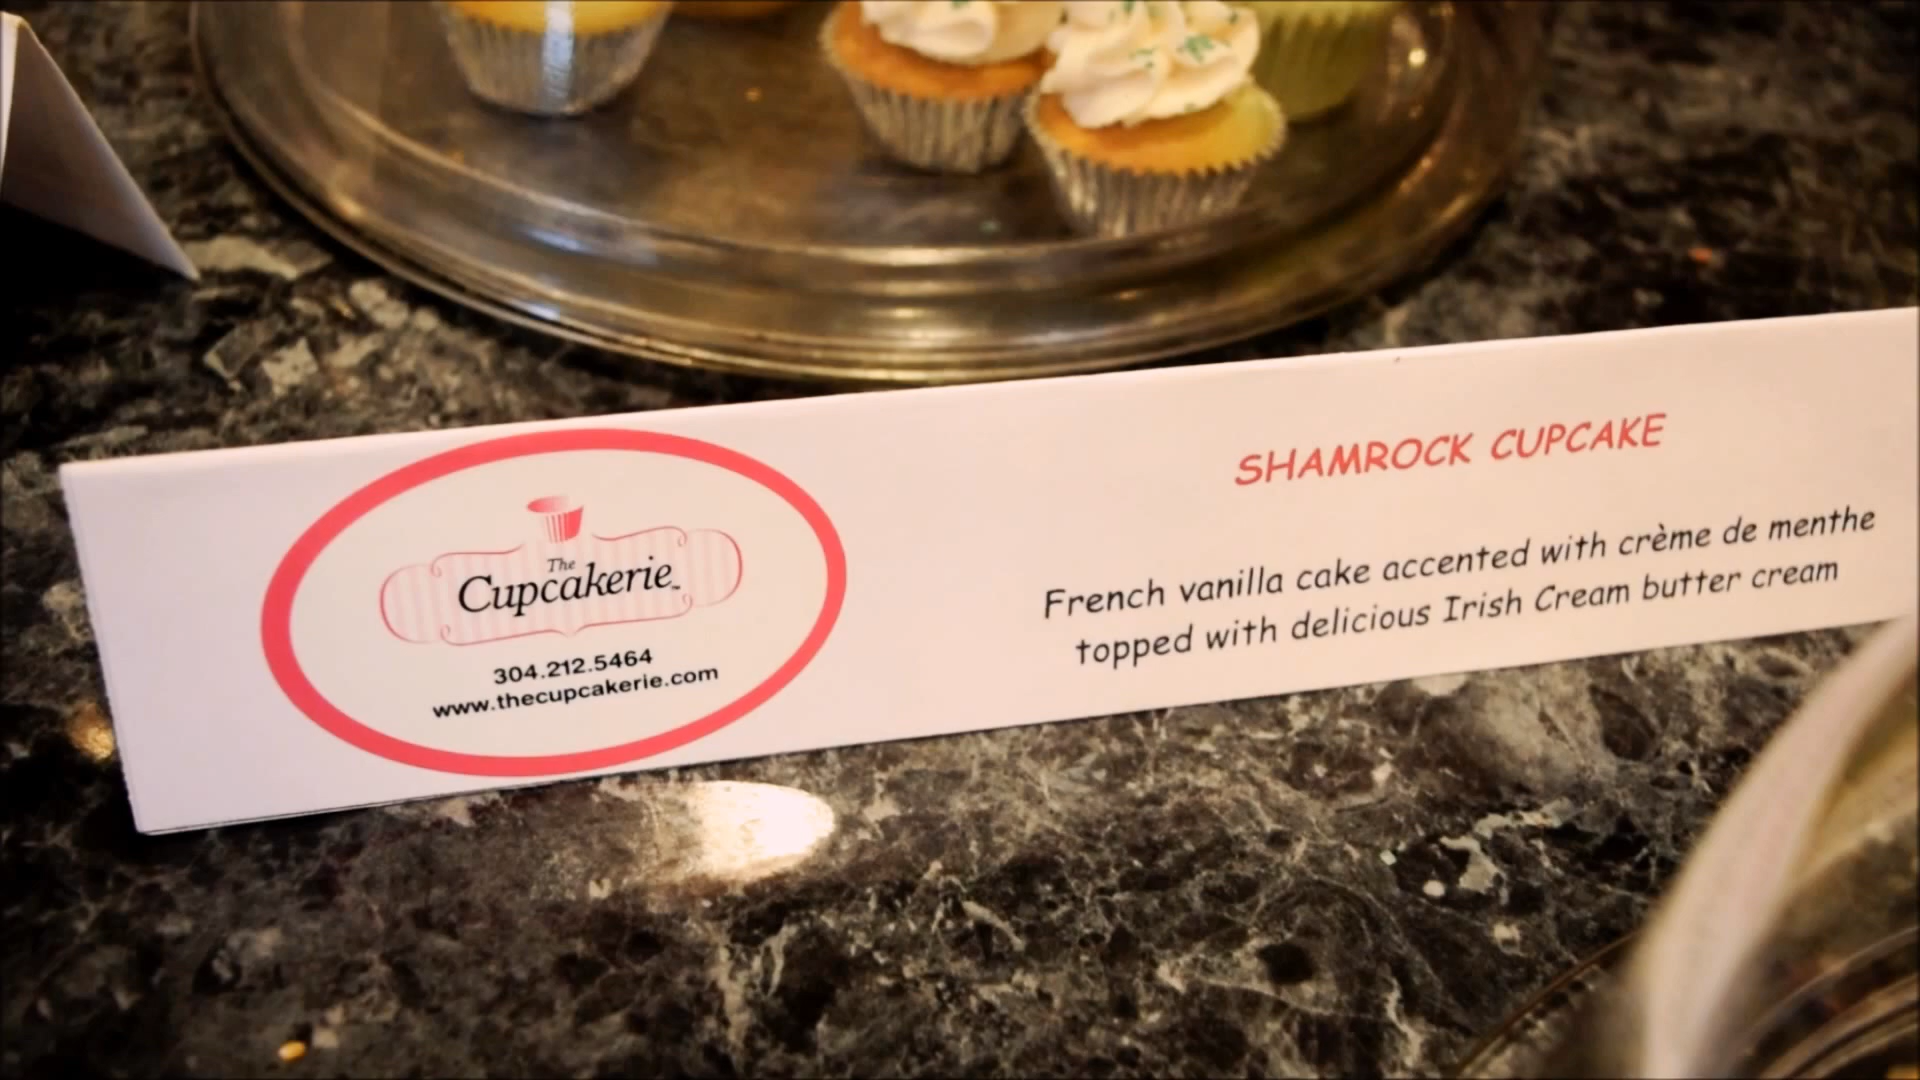 The
Cupcakerie™
304.212.5464
www.thecupcakerie.com
SHAMROCK CUPCAKE
French vanilla cake accented with crème de menthe
topped with delicious Irish Cream butter cream